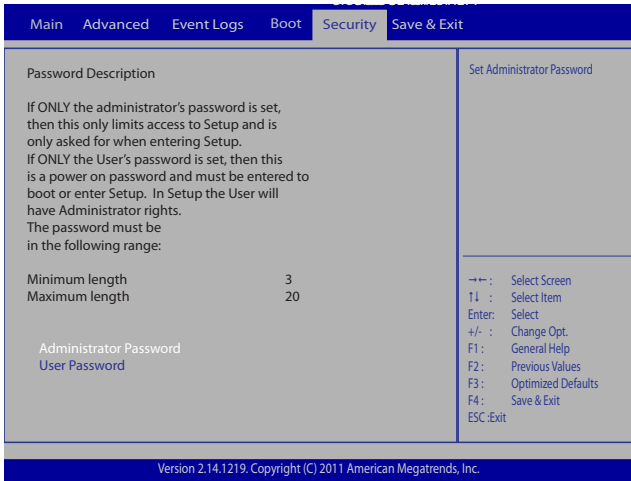 Main Advanced Event Logs Boot Security Save & Exit
Password Description
If ONLY the administrator's password is set,
then this only limits access to Setup and is
only asked for when entering Setup.
If ONLY the User's password is set, then this
is a power on password and must be entered to
boot or enter Setup. In Setup the User will
have Administrator rights.
The password must be
in the following range:
Minimum length 3
Maximum length 20
Administrator Password
User Password
Set Administrator Password
→← : Select Screen
↑↓ : Select Item
Enter: Select
+/- : Change Opt.
F1 : General Help
F2 : Previous Values
F3 : Optimized Defaults
F4 : Save & Exit
ESC :Exit
Version 2.14.1219. Copyright (C) 2011 American Megatrends, Inc.